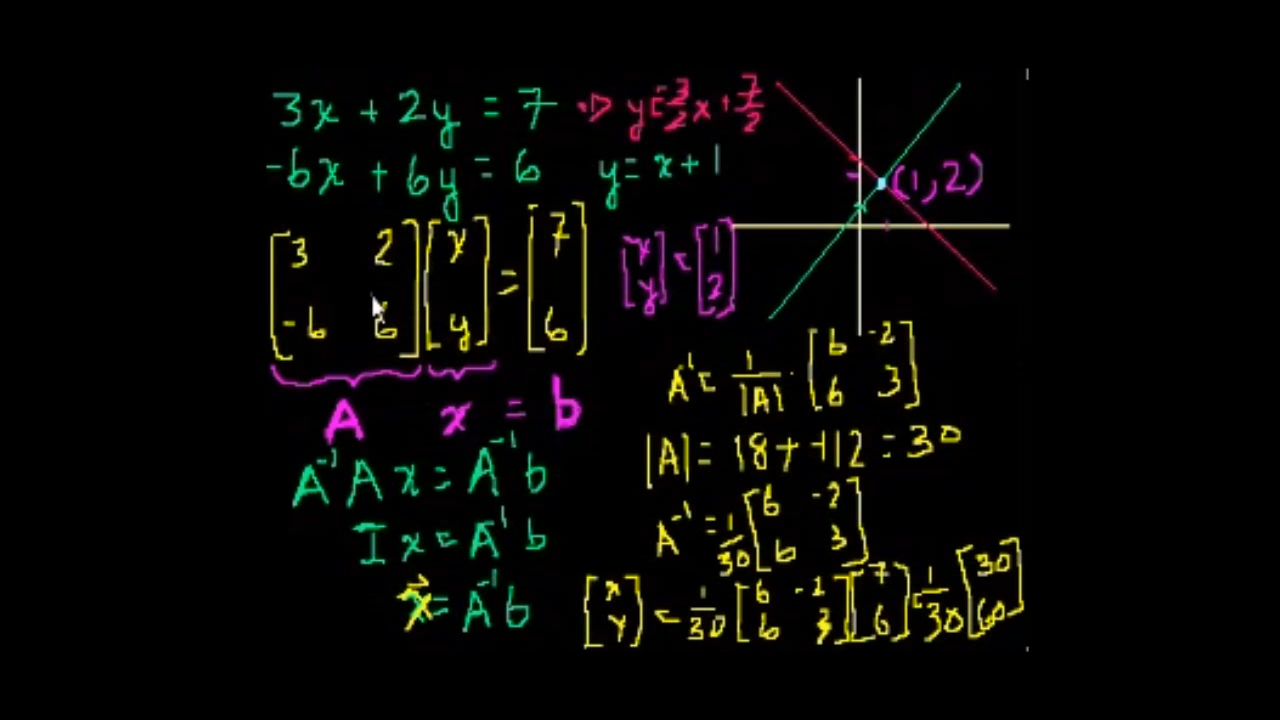 3x + 2y = 7 => y = -3/2 x + 7/2
-6x + 6y = 6 y = x + 1
(1, 2)
[3 2; -6 6] [x; y] = [7; 6]
[x; y] = [1; 2]
A x = b
A⁻¹ A x = A⁻¹ b
I x = A⁻¹ b
x⃗ = A⁻¹ b
A⁻¹ = 1/|A| · [6 -2; 6 3]
|A| = 18 + +12 = 30
A⁻¹ = 1/30 [6 -2; 6 3]
[x; y] = 1/30 [6 -2; 6 3] [7; 6] = 1/30 [30; 60]